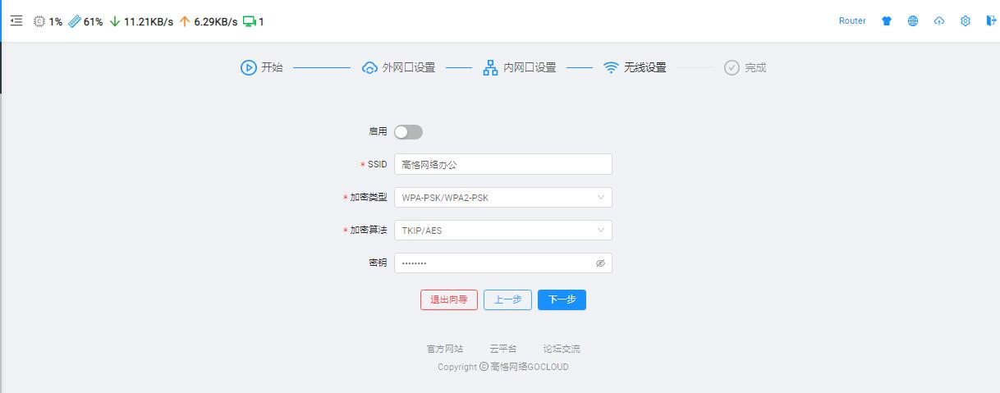 1% 61% 11.21KB/s 6.29KB/s 1 Router
开始 外网口设置 内网口设置 无线设置 完成
启用
* SSID 高恪网络办公
* 加密类型 WPA-PSK/WPA2-PSK
* 加密算法 TKIP/AES
密钥 ••••••••
退出向导 上一步 下一步
官方网站 云平台 论坛交流
Copyright © 高恪网络GOCLOUD